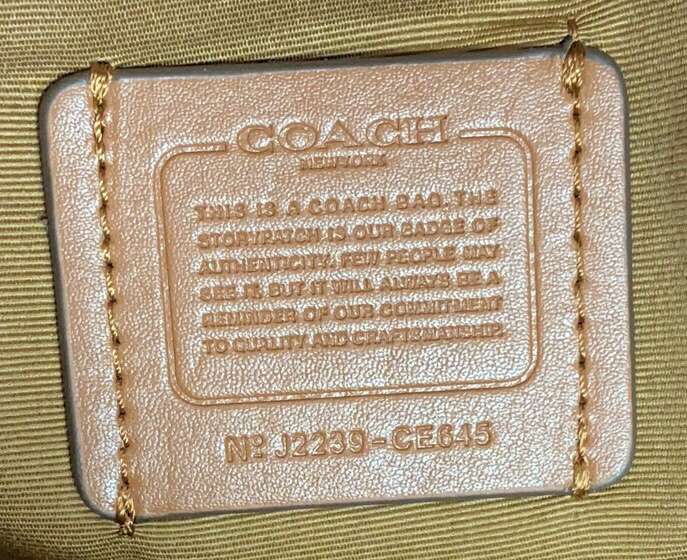 COACH
NEW YORK
THIS IS A COACH BAG. THE
STORYPATCH IS OUR BADGE OF
AUTHENTICITY. FEW PEOPLE MAY
SEE IT, BUT IT WILL ALWAYS BE A
REMINDER OF OUR COMMITMENT
TO QUALITY AND CRAFTSMANSHIP.
Nº J2239-CE645